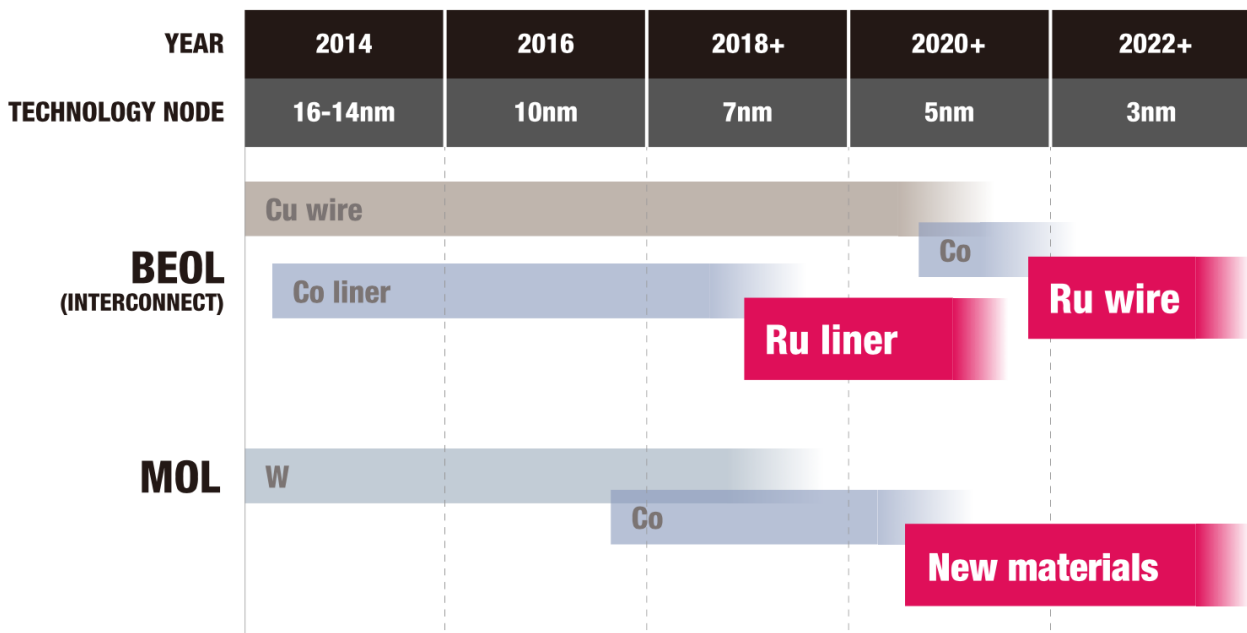 YEAR 2014 2016 2018+ 2020+ 2022+
TECHNOLOGY NODE 16-14nm 10nm 7nm 5nm 3nm
BEOL
(INTERCONNECT)
Cu wire
Co
Co liner
Ru wire
Ru liner
MOL
W
Co
New materials